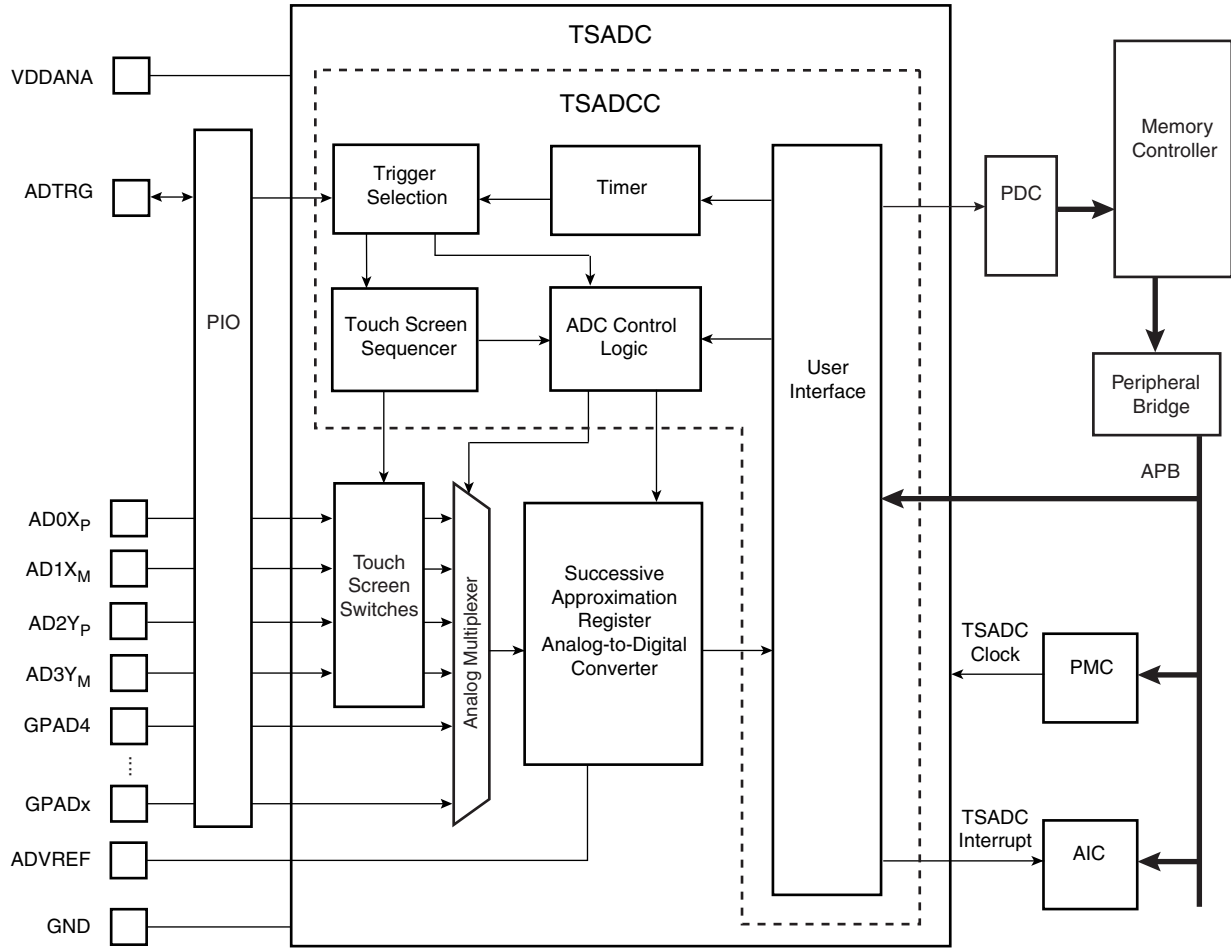 TSADC
VDDANA
TSADCC
Memory
Controller
Trigger
Selection
Timer
ADTRG
PDC
PIO
Touch Screen
Sequencer
ADC Control
Logic
User
Interface
Peripheral
Bridge
APB
AD0XP
AD1XM
AD2YP
AD3YM
GPAD4
GPADx
ADVREF
GND
Touch
Screen
Switches
Analog Multiplexer
Successive
Approximation
Register
Analog-to-Digital
Converter
TSADC
Clock
PMC
TSADC
Interrupt
AIC